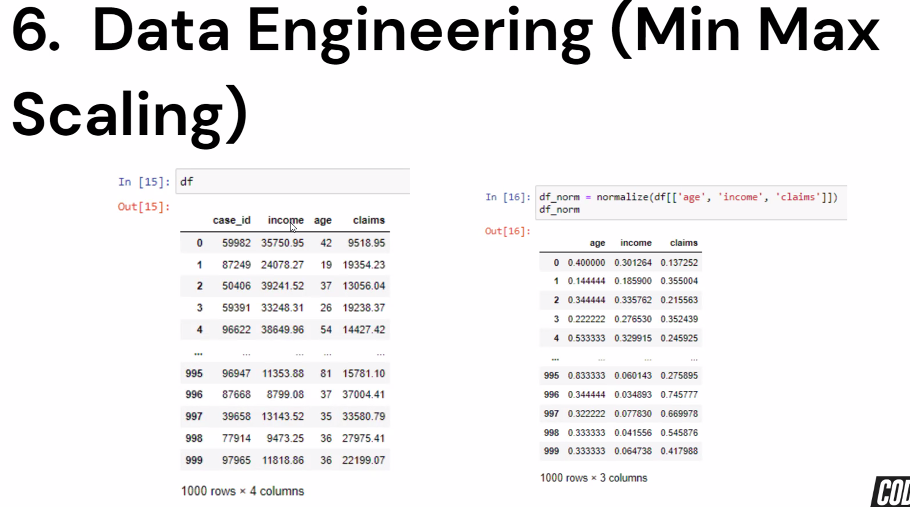 6. Data Engineering (Min Max
Scaling)
In [15]: df
Out[15]:
case_id income age claims
0 59982 35750.95 42 9518.95
1 87249 24078.27 19 19354.23
2 50406 39241.52 37 13056.04
3 59391 33248.31 26 19238.37
4 96622 38649.96 54 14427.42
... ... ... ... ...
995 96947 11353.88 81 15781.10
996 87668 8799.08 37 37004.41
997 39658 13143.52 35 33580.79
998 77914 9473.25 36 27975.41
999 97965 11818.86 36 22199.07
1000 rows × 4 columns
In [16]: df_norm = normalize(df[['age', 'income', 'claims']])
df_norm
Out[16]:
age income claims
0 0.400000 0.301264 0.137252
1 0.144444 0.185900 0.355004
2 0.344444 0.335762 0.215563
3 0.222222 0.276530 0.352439
4 0.533333 0.329915 0.245925
... ... ... ...
995 0.833333 0.060143 0.275895
996 0.344444 0.034893 0.745777
997 0.322222 0.077830 0.669978
998 0.333333 0.041556 0.545876
999 0.333333 0.064738 0.417988
1000 rows × 3 columns